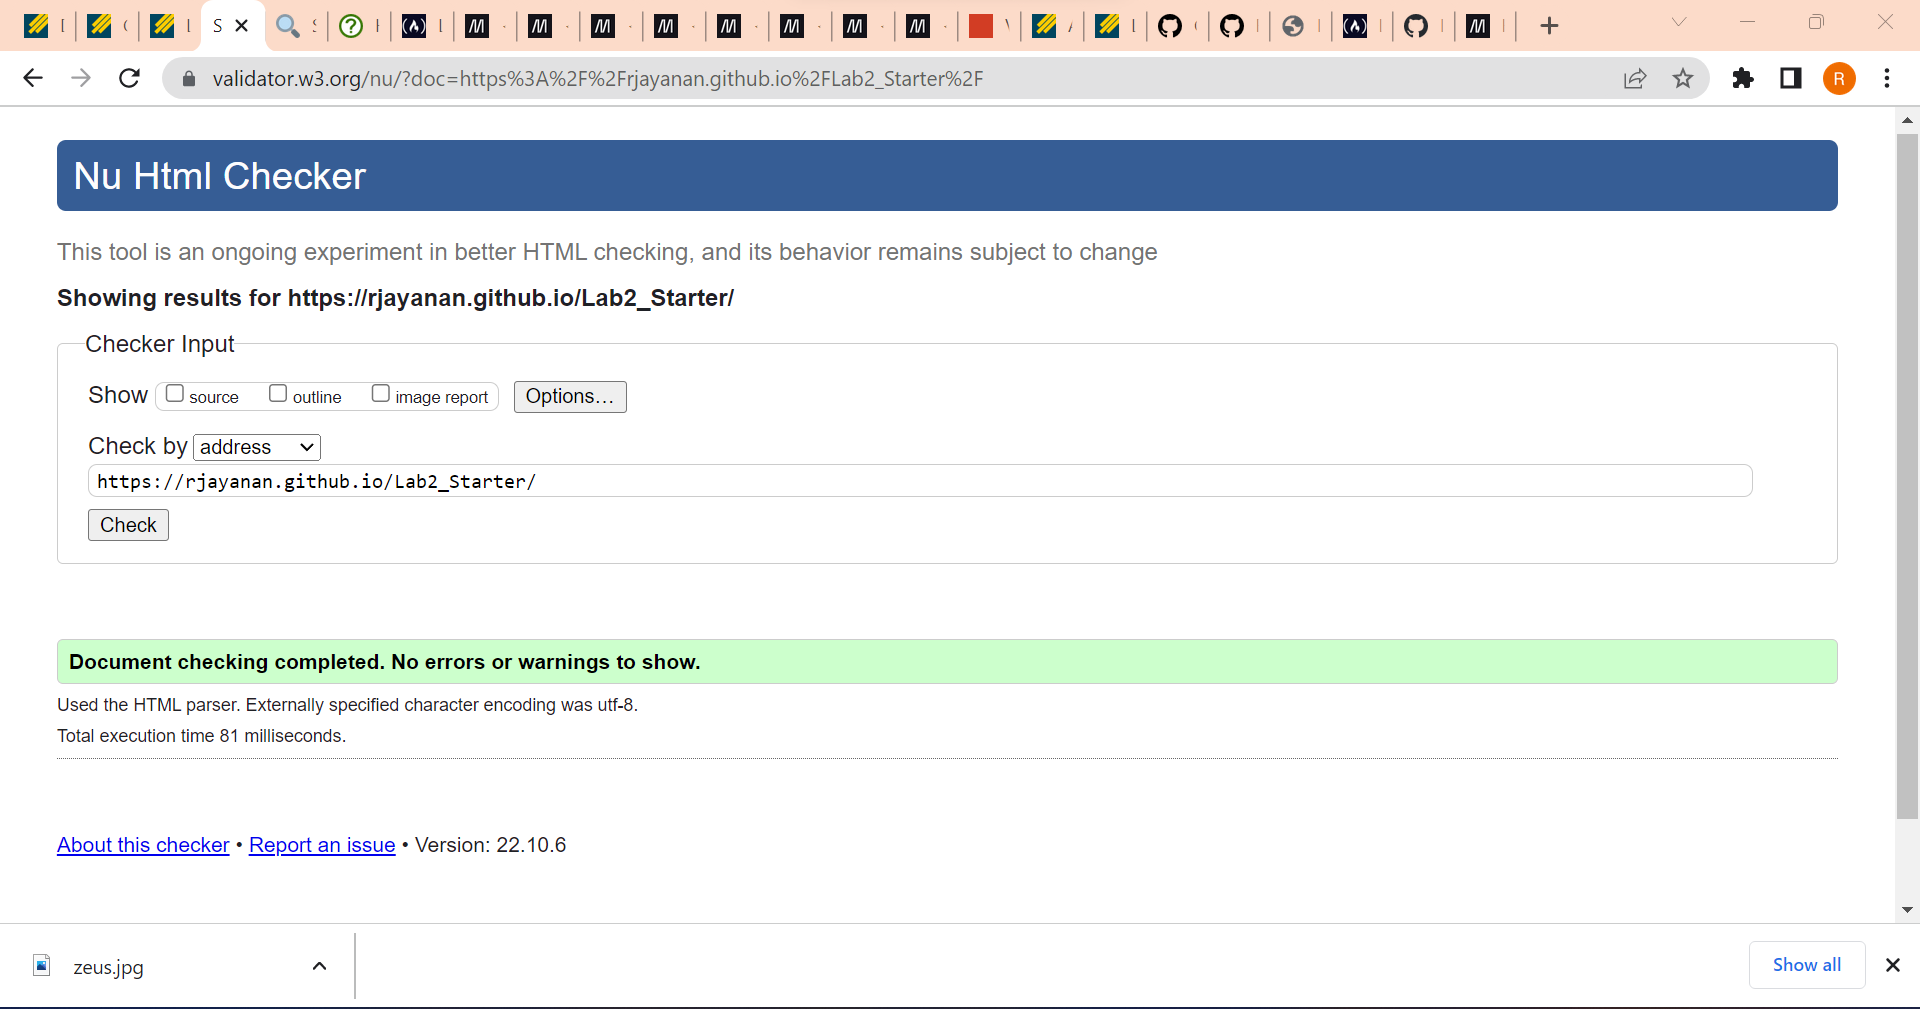 S
validator.w3.org/nu/?doc=https%3A%2F%2Frjayanan.github.io%2FLab2_Starter%2F
R
Nu Html Checker
This tool is an ongoing experiment in better HTML checking, and its behavior remains subject to change
Showing results for https://rjayanan.github.io/Lab2_Starter/
Checker Input
Show source outline image report Options…
Check by address
https://rjayanan.github.io/Lab2_Starter/
Check
Document checking completed. No errors or warnings to show.
Used the HTML parser. Externally specified character encoding was utf-8.
Total execution time 81 milliseconds.
About this checker • Report an issue • Version: 22.10.6
zeus.jpg
Show all